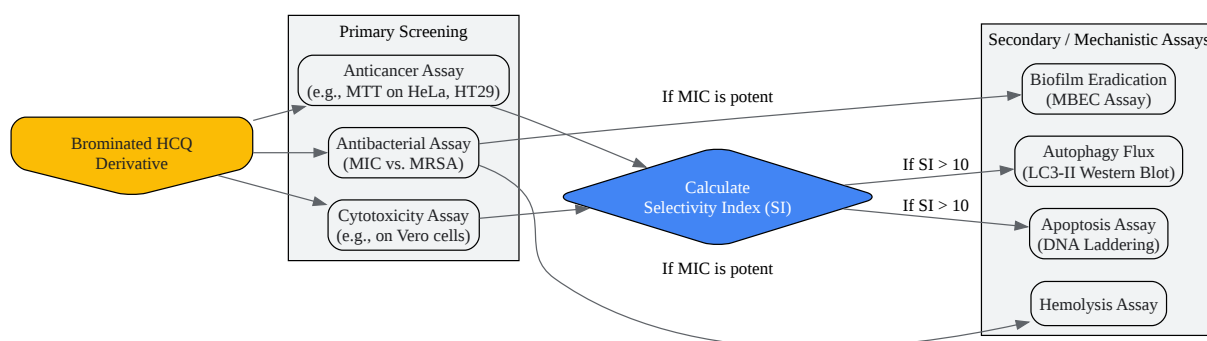 Primary Screening
Anticancer Assay
(e.g., MTT on HeLa, HT29)
Brominated HCQ
Derivative
Antibacterial Assay
(MIC vs. MRSA)
Cytotoxicity Assay
(e.g., on Vero cells)
If MIC is potent
Calculate
Selectivity Index (SI)
If MIC is potent
If SI > 10
If SI > 10
Secondary / Mechanistic Assays
Biofilm Eradication
(MBEC Assay)
Autophagy Flux
(LC3-II Western Blot)
Apoptosis Assay
(DNA Laddering)
Hemolysis Assay